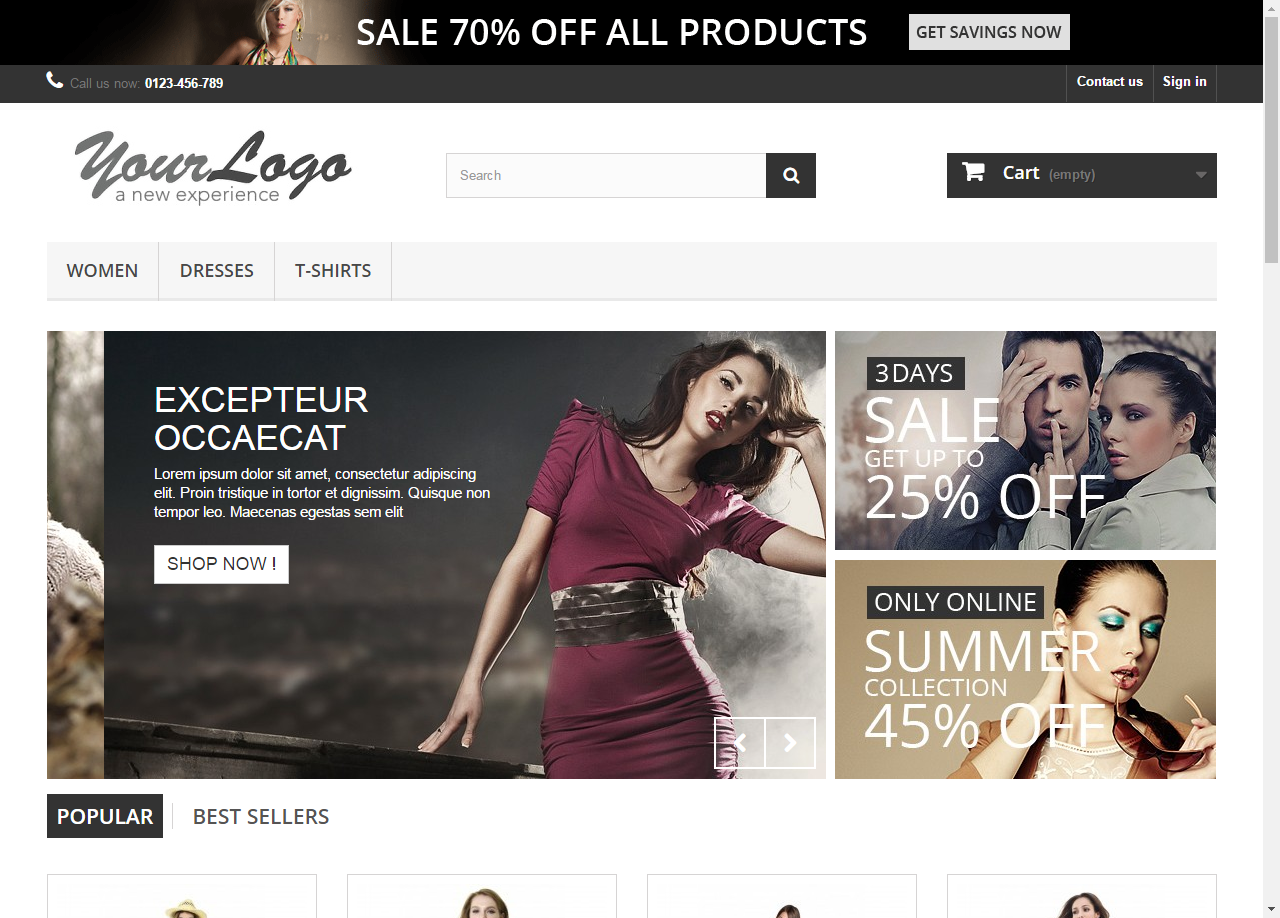 SALE 70% OFF ALL PRODUCTS
GET SAVINGS NOW
Call us now: 0123-456-789
Contact us
Sign in
YourLogo
a new experience
Search
Cart (empty)
WOMEN
DRESSES
T-SHIRTS
EXCEPTEUR
OCCAECAT
Lorem ipsum dolor sit amet, consectetur adipiscing
elit. Proin tristique in tortor et dignissim. Quisque non
tempor leo. Maecenas egestas sem elit
SHOP NOW !
3 DAYS
SALE
GET UP TO
25% OFF
ONLY ONLINE
SUMMER
COLLECTION
45% OFF
POPULAR
BEST SELLERS